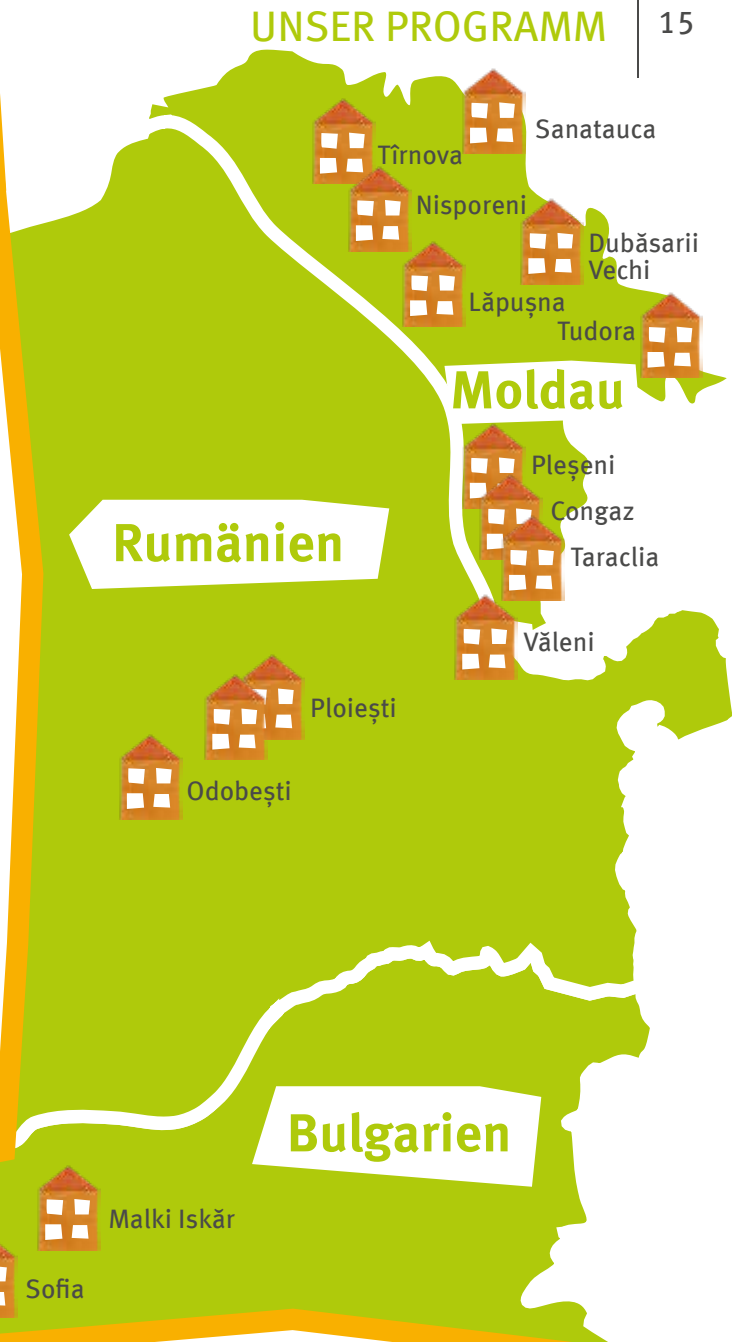 UNSER PROGRAMM
15
Sanatauca
Tîrnova
Nisporeni
Dubăsarii
Vechi
Lăpușna
Tudora
Moldau
Pleșeni
Congaz
Rumänien
Taraclia
Văleni
Ploiești
Odobești
Bulgarien
Malki Iskăr
Sofia